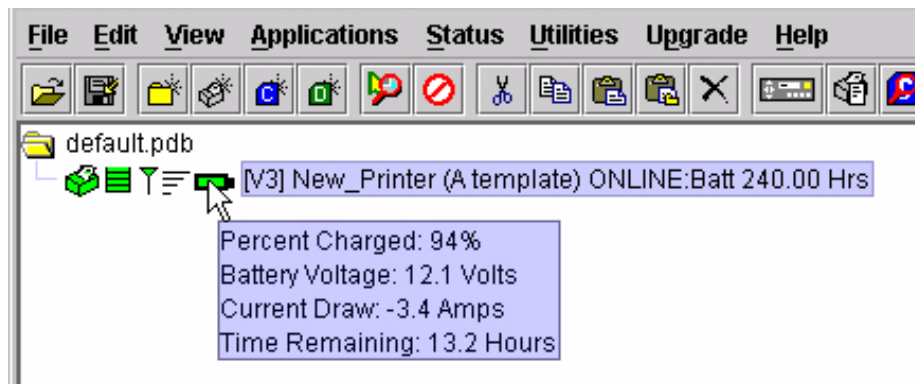 File Edit View Applications Status Utilities Upgrade Help
default.pdb
[V3] New_Printer (A template) ONLINE:Batt 240.00 Hrs
Percent Charged: 94%
Battery Voltage: 12.1 Volts
Current Draw: -3.4 Amps
Time Remaining: 13.2 Hours